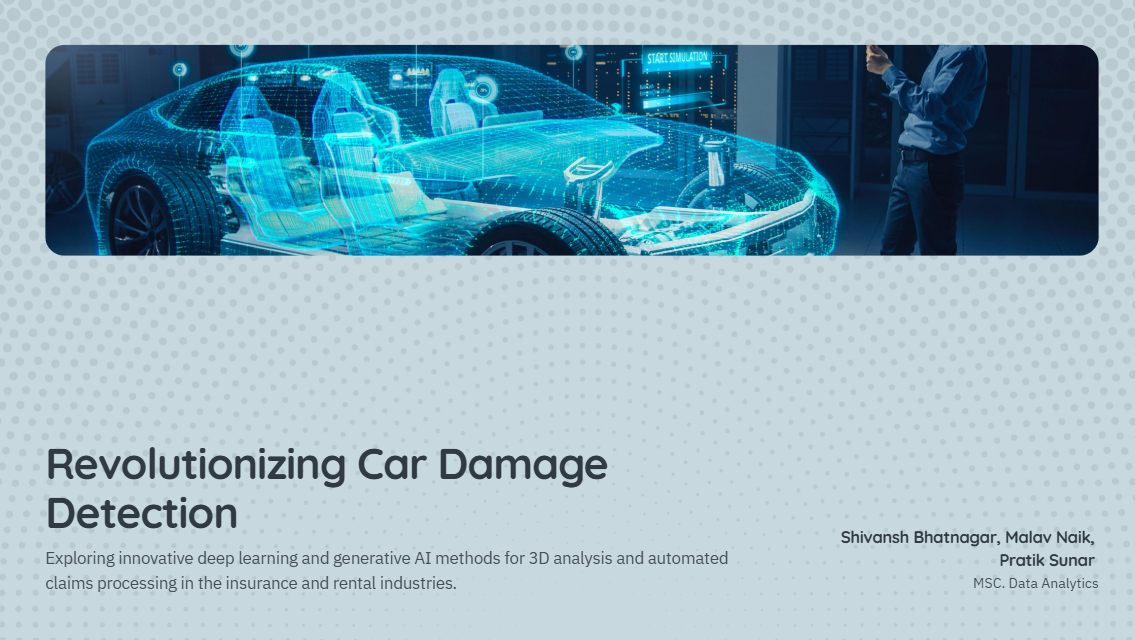 START SIMULATION
Revolutionizing Car Damage
Detection
Exploring innovative deep learning and generative AI methods for 3D analysis and automated
claims processing in the insurance and rental industries.
Shivansh Bhatnagar, Malav Naik,
Pratik Sunar
MSC. Data Analytics